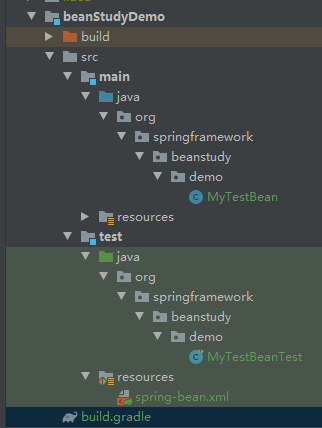 beanStudyDemo
build
src
main
java
org
springframework
beanstudy
demo
MyTestBean
resources
test
java
org
springframework
beanstudy
demo
MyTestBeanTest
resources
spring-bean.xml
build.gradle